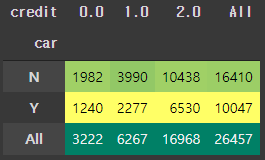 credit 0.0 1.0 2.0 All
car
N 1982 3990 10438 16410
Y 1240 2277 6530 10047
All 3222 6267 16968 26457